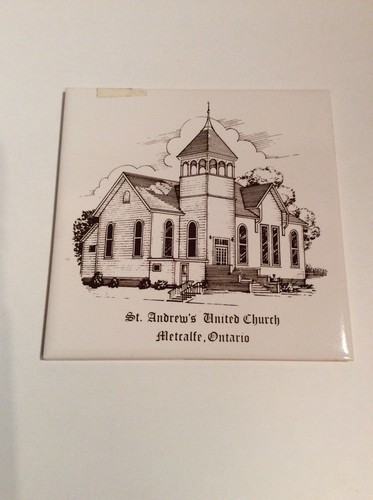 St. Andrew's United Church
Metcalfe, Ontario